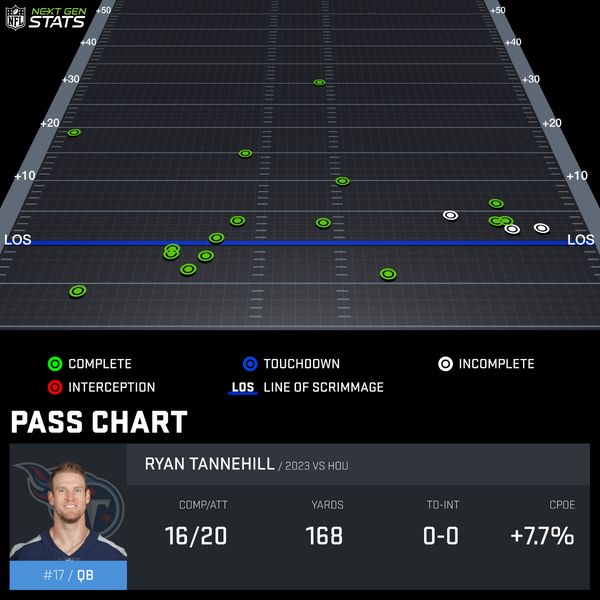 NFL NEXT GEN STATS
+50 +50
+40 +40
+30 +30
+20 +20
+10 +10
LOS LOS
COMPLETE TOUCHDOWN INCOMPLETE
INTERCEPTION LOS LINE OF SCRIMMAGE
PASS CHART
RYAN TANNEHILL / 2023 VS HOU
COMP/ATT YARDS TD-INT CPOE
16/20 168 0-0 +7.7%
#17 / QB